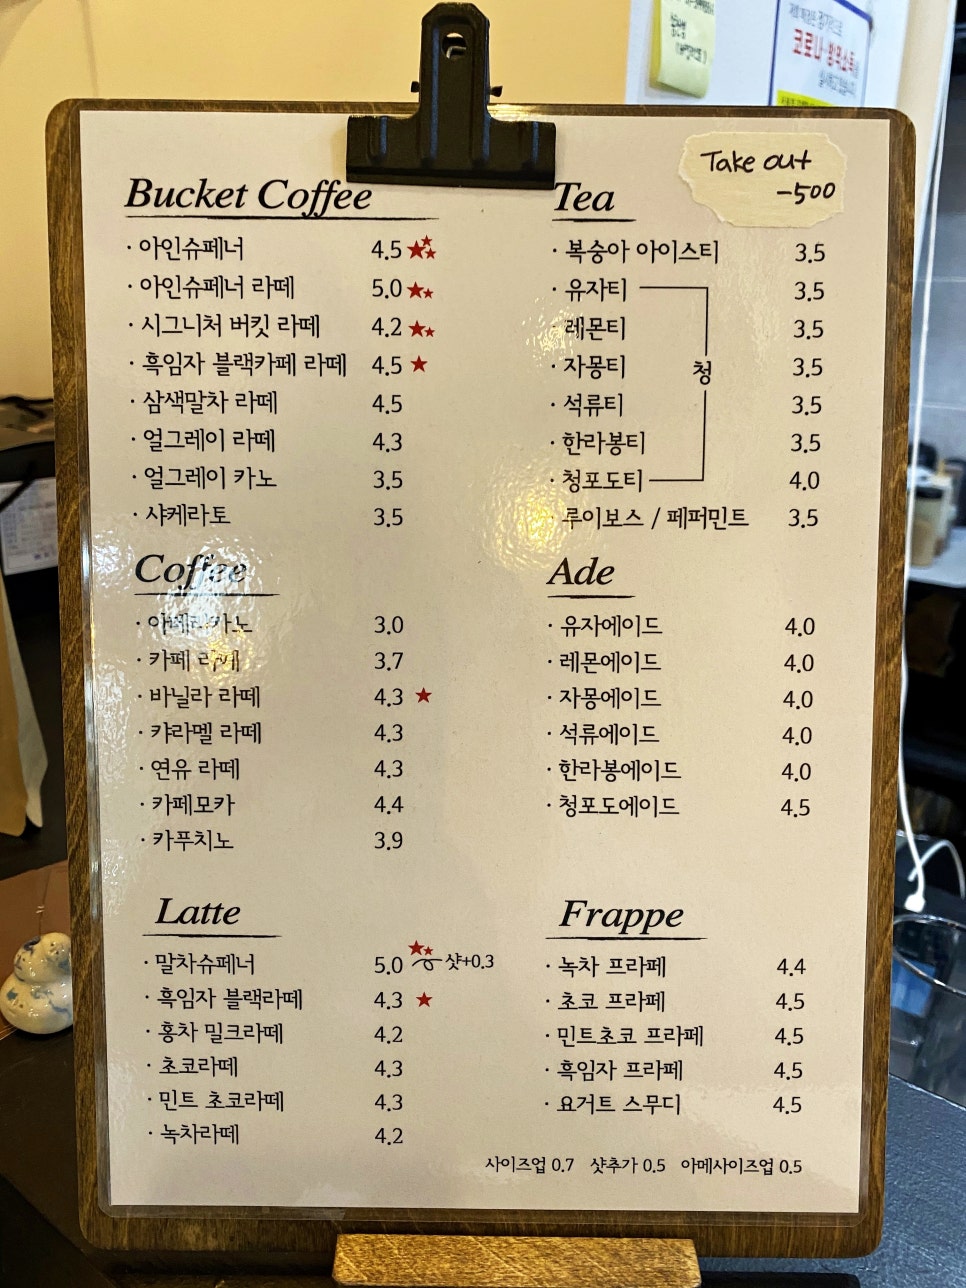 코로나 방역소독
Take out
-500
Bucket Coffee
· 아인슈페너 4.5 ★★★
· 아인슈페너 라떼 5.0 ★★
· 시그니처 버킷 라떼 4.2 ★★
· 흑임자 블랙카페 라떼 4.5 ★
· 삼색말차 라떼 4.5
· 얼그레이 라떼 4.3
· 얼그레이 카노 3.5
· 샤케라토 3.5
Coffee
· 아메리카노 3.0
· 카페 라떼 3.7
· 바닐라 라떼 4.3 ★
· 캬라멜 라떼 4.3
· 연유 라떼 4.3
· 카페모카 4.4
· 카푸치노 3.9
Latte
· 말차슈페너 5.0 ★★ 샷+0.3
· 흑임자 블랙라떼 4.3 ★
· 홍차 밀크라떼 4.2
· 초코라떼 4.3
· 민트 초코라떼 4.3
· 녹차라떼 4.2
Tea
· 복숭아 아이스티 3.5
· 유자티 3.5
· 레몬티 3.5
· 자몽티 3.5
청
· 석류티 3.5
· 한라봉티 3.5
· 청포도티 4.0
· 루이보스 / 페퍼민트 3.5
Ade
· 유자에이드 4.0
· 레몬에이드 4.0
· 자몽에이드 4.0
· 석류에이드 4.0
· 한라봉에이드 4.0
· 청포도에이드 4.5
Frappe
· 녹차 프라페 4.4
· 초코 프라페 4.5
· 민트초코 프라페 4.5
· 흑임자 프라페 4.5
· 요거트 스무디 4.5
사이즈업 0.7 샷추가 0.5 아메사이즈업 0.5